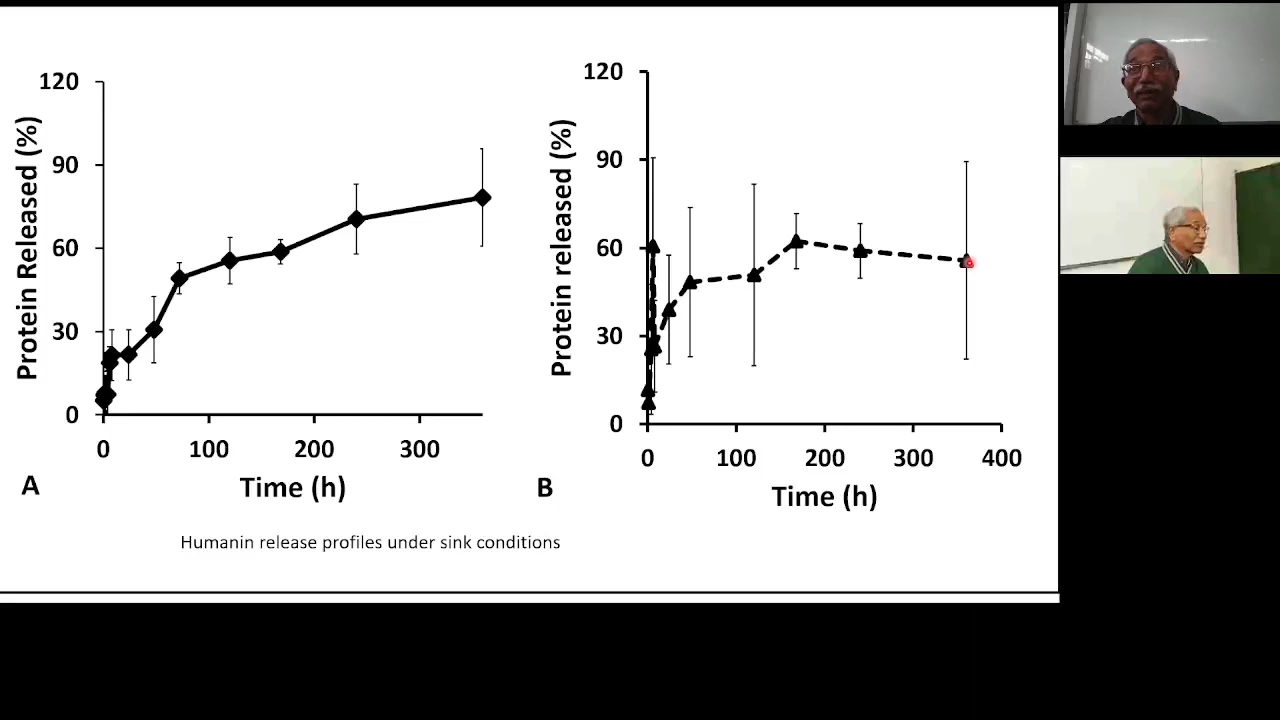 120
90
60
30
0
Protein Released (%)
0 100 200 300
Time (h)
A
120
90
60
30
0
Protein released (%)
0 100 200 300 400
Time (h)
B
Humanin release profiles under sink conditions